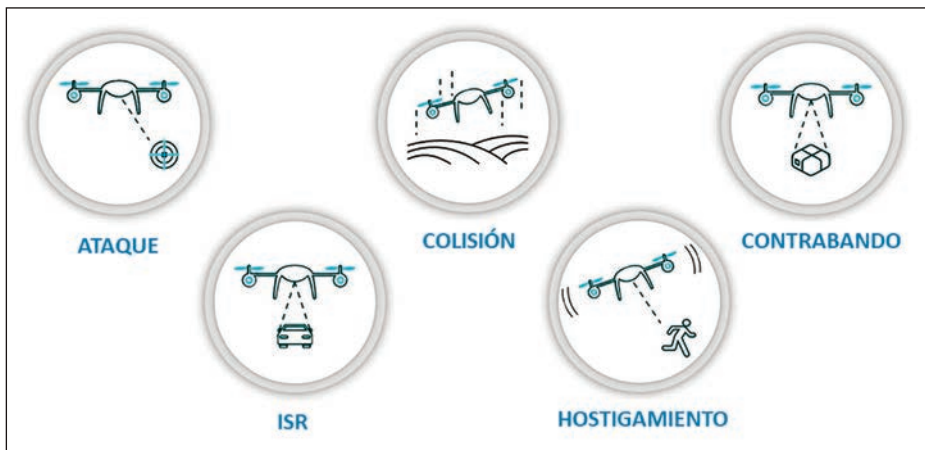 ATAQUE
COLISIÓN
CONTRABANDO
ISR
HOSTIGAMIENTO